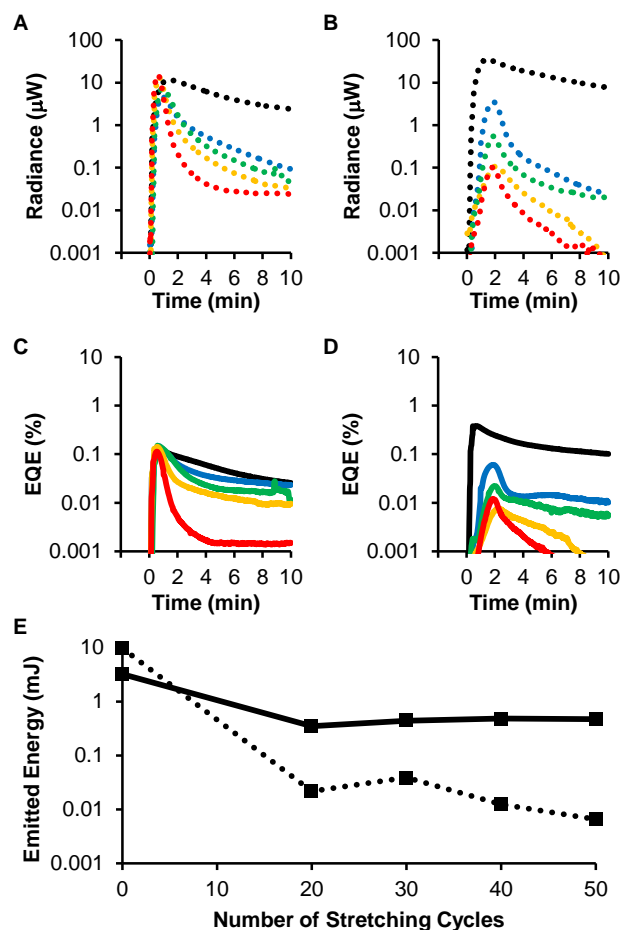 A
Radiance (μW)
100
10
1
0.1
0.01
0.001
0 2 4 6 8 10
Time (min)
B
Radiance (μW)
100
10
1
0.1
0.01
0.001
0 2 4 6 8 10
Time (min)
C
EQE (%)
10
1
0.1
0.01
0.001
0 2 4 6 8 10
Time (min)
D
EQE (%)
10
1
0.1
0.01
0.001
0 2 4 6 8 10
Time (min)
E
Emitted Energy (mJ)
10
1
0.1
0.01
0.001
0 10 20 30 40 50
Number of Stretching Cycles